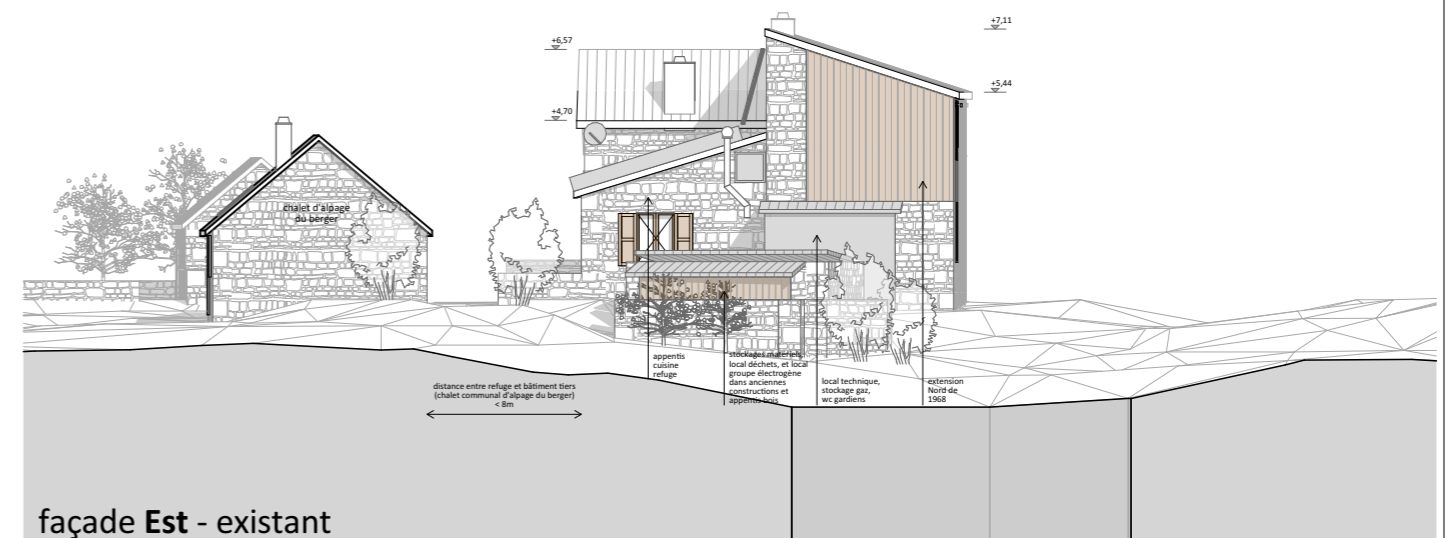 +7,11
+6,57
+5,44
+4,70
chalet d'alpage
du berger
appentis
cuisine
refuge
stockages matériels,
local déchets, et local
groupe électrogène
dans anciennes
constructions et
appentis bois
local technique,
stockage gaz,
wc gardiens
extension
Nord de
1968
distance entre refuge et bâtiment tiers
(chalet communal d'alpage du berger)
< 8m
façade Est - existant